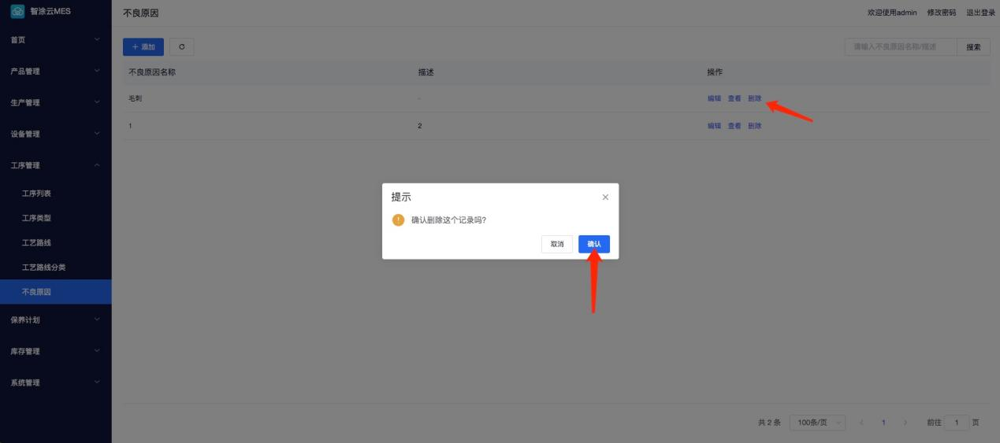 智涂云MES
不良原因
欢迎使用admin 修改密码 退出登录
首页
+ 添加
请输入不良原因名称/描述 搜索
产品管理
不良原因名称 描述 操作
生产管理
毛刺 - 编辑 查看 删除
设备管理
1 2 编辑 查看 删除
工序管理
工序列表
工序类型
工艺路线
工艺路线分类
不良原因
提示
确认删除这个记录吗?
取消 确认
保养计划
库存管理
系统管理
共 2 条 100条/页 1 前往 1 页